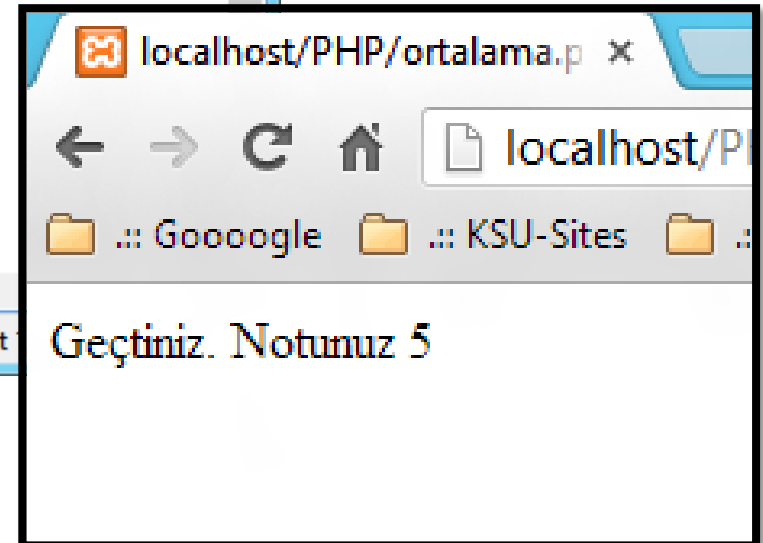 localhost/PHP/ortalama.p
localhost/P
.:: Goooogle .:: KSU-Sites .:
Geçtiniz. Notunuz 5